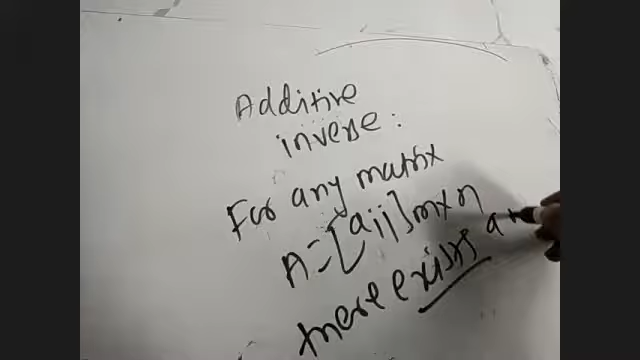 Additive
inverse:
For any matrix
A=[aij]m×n
there exists a